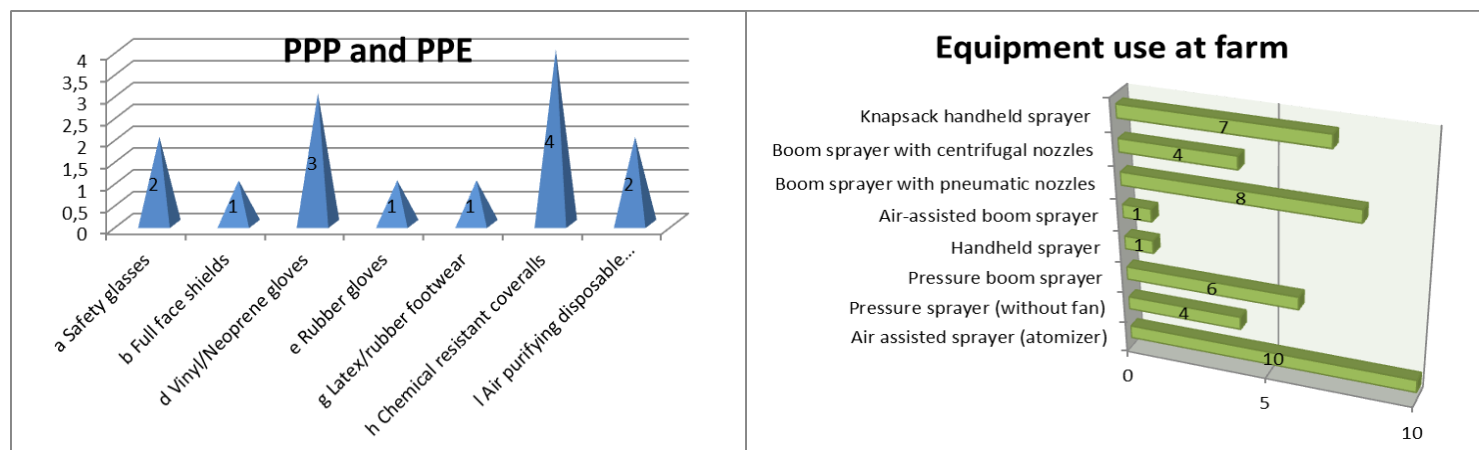 PPP and PPE
4
3,5
3
2,5
2
1,5
1
0,5
0
2
1
3
1
1
4
2
a Safety glasses
b Full face shields
d Vinyl/Neoprene gloves
e Rubber gloves
g Latex/rubber footwear
h Chemical resistant coveralls
l Air purifying disposable...
Equipment use at farm
Knapsack handheld sprayer
7
Boom sprayer with centrifugal nozzles
4
Boom sprayer with pneumatic nozzles
8
Air-assisted boom sprayer
1
Handheld sprayer
1
Pressure boom sprayer
6
Pressure sprayer (without fan)
4
Air assisted sprayer (atomizer)
10
0
5
10